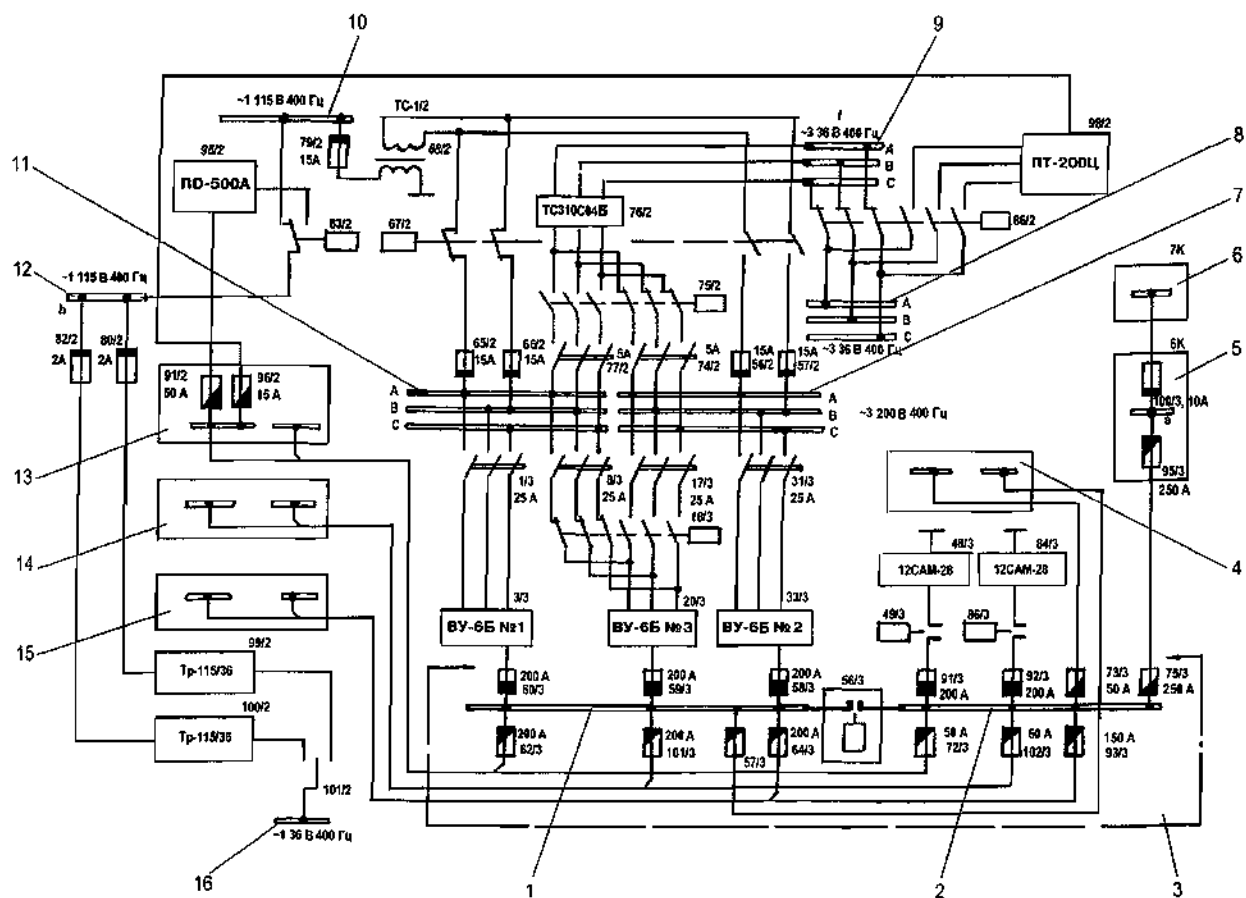 10
9
~1 115 В 400 Гц
ТС-1/2
f
~3 36 В 400 Гц
98/2
79/2
15А
A
B
C
ПТ-200Ц
8
11
ПО-500А
ТС310С04Б
76/2
7
83/2
67/2
86/2
12
~1 115 В 400 Гц
b
7К
6
75/2
A
B
C
~3 36 В 400 Гц
82/2
2А
80/2
2А
65/2
15А
66/2
15А
5А
77/2
5А
74/2
15А
56/2
15А
57/2
6К
5
91/2
50 А
96/2
15 А
A
B
C
A
B
C
~3 200 В 400 Гц
100/3, 10А
95/3
250 А
13
1/3
25 А
8/3
25 А
17/3
25 А
31/3
25 А
18/3
4
14
48/3
12САМ-28
84/3
12САМ-28
3/3
ВУ-6Б №1
20/3
ВУ-6Б №3
33/3
ВУ-6Б №2
49/3
86/3
15
99/2
Тр-115/36
200 А
60/3
200 А
59/3
200 А
58/3
56/3
91/3
200 А
92/3
200 А
73/3
50 А
75/3
250 А
100/2
Тр-115/36
200 А
62/3
200 А
101/3
57/3
200 А
64/3
50 А
72/3
102/3
150 А
93/3
101/2
~1 36 В 400 Гц
16
1
2
3